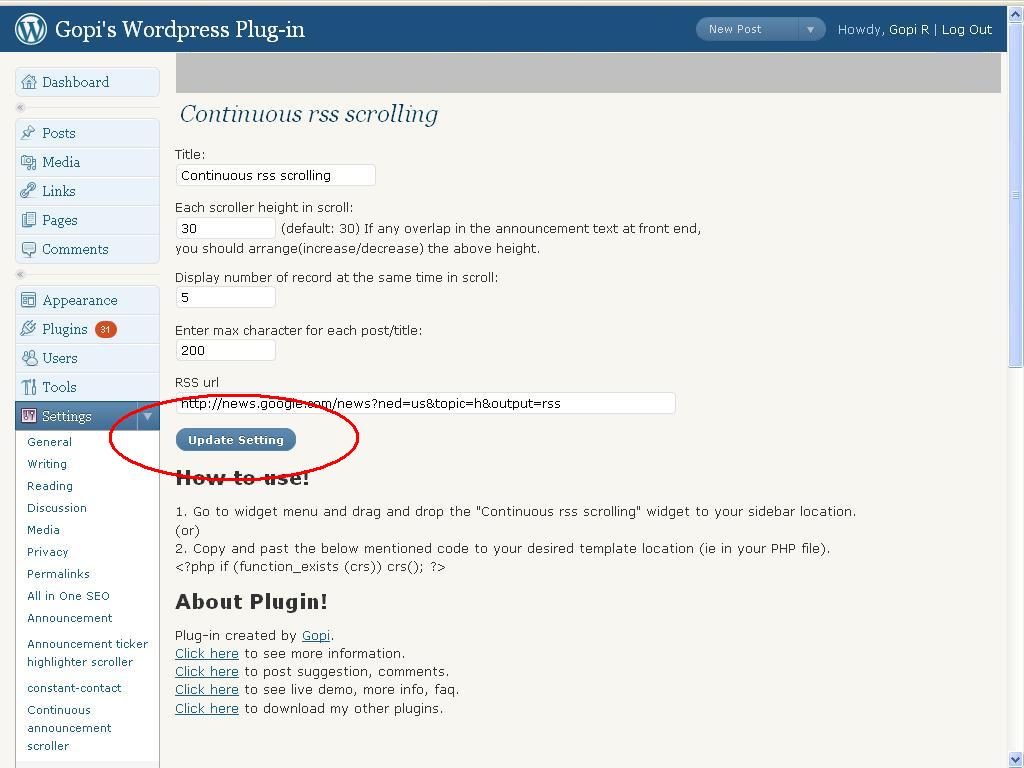 Gopi's Wordpress Plug-in
New Post
Howdy, Gopi R | Log Out
Dashboard
Posts
Media
Links
Pages
Comments
Appearance
Plugins 31
Users
Tools
Settings
General
Writing
Reading
Discussion
Media
Privacy
Permalinks
All in One SEO
Announcement
Announcement ticker
highlighter scroller
constant-contact
Continuous
announcement
scroller
Continuous rss scrolling
Title:
Continuous rss scrolling
Each scroller height in scroll:
30 (default: 30) If any overlap in the announcement text at front end,
you should arrange(increase/decrease) the above height.
Display number of record at the same time in scroll:
5
Enter max character for each post/title:
200
RSS url
http://news.google.com/news?ned=us&topic=h&output=rss
Update Setting
How to use!
1. Go to widget menu and drag and drop the "Continuous rss scrolling" widget to your sidebar location.
(or)
2. Copy and past the below mentioned code to your desired template location (ie in your PHP file).
<?php if (function_exists (crs)) crs(); ?>
About Plugin!
Plug-in created by Gopi.
Click here to see more information.
Click here to post suggestion, comments.
Click here to see live demo, more info, faq.
Click here to download my other plugins.